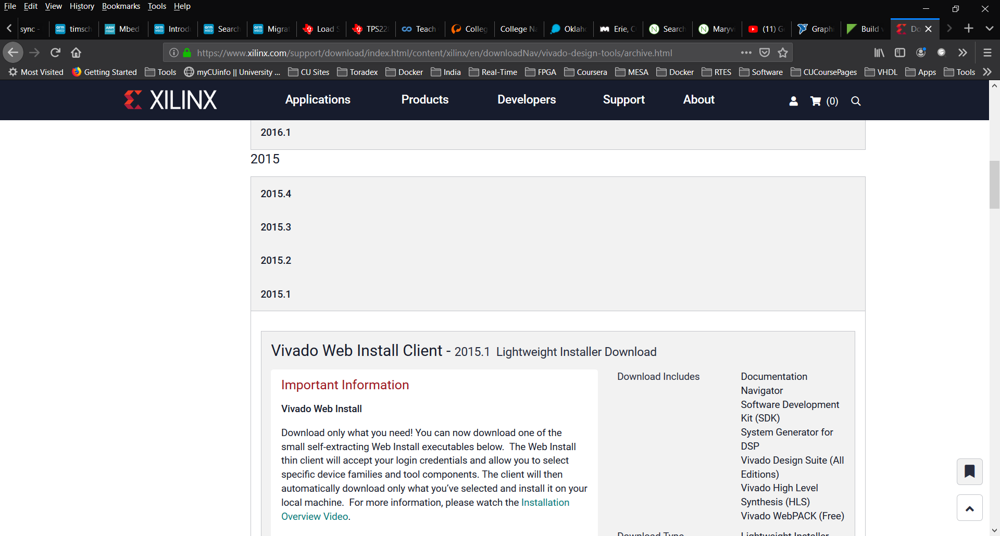 File Edit View History Bookmarks Tools Help
sync - timsch Mbed Introd Search Migra Load S TPS22 Teach Colleg College Na Oklah Erie, C Search Maryvi (11) G Graphi Build v Do
https://www.xilinx.com/support/download/index.html/content/xilinx/en/downloadNav/vivado-design-tools/archive.html
Most Visited Getting Started Tools myCUinfo || University ... CU Sites Toradex Docker India Real-Time FPGA Coursera MESA Docker RTES Software CUCoursePages VHDL Apps Tools
XILINX Applications Products Developers Support About (0)
2016.1
2015
2015.4
2015.3
2015.2
2015.1
Vivado Web Install Client - 2015.1 Lightweight Installer Download
Important Information
Vivado Web Install
Download only what you need! You can now download one of the
small self-extracting Web Install executables below. The Web Install
thin client will accept your login credentials and allow you to select
specific device families and tool components. The client will then
automatically download only what you've selected and install it on your
local machine. For more information, please watch the Installation
Overview Video.
Download Includes
Documentation
Navigator
Software Development
Kit (SDK)
System Generator for
DSP
Vivado Design Suite (All
Editions)
Vivado High Level
Synthesis (HLS)
Vivado WebPACK (Free)
Download Type
Lightweight Installer